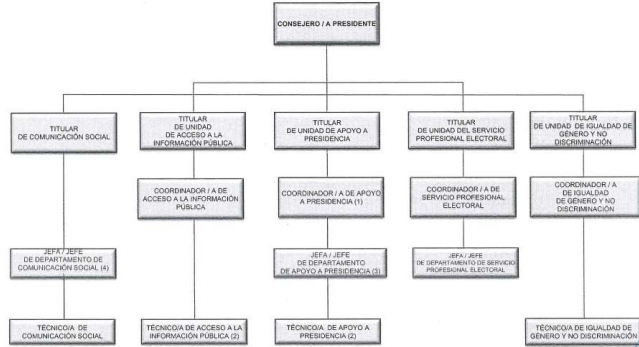 CONSEJERO / A PRESIDENTE
TITULAR
DE COMUNICACIÓN SOCIAL
TITULAR
DE UNIDAD
DE ACCESO A LA
INFORMACIÓN PÚBLICA
TITULAR
DE UNIDAD DE APOYO A
PRESIDENCIA
TITULAR
DE UNIDAD DEL SERVICIO
PROFESIONAL ELECTORAL
TITULAR
DE UNIDAD DE IGUALDAD DE
GÉNERO Y NO
DISCRIMINACIÓN
COORDINADOR / A DE
ACCESO A LA INFORMACIÓN
PÚBLICA
COORDINADOR / A DE APOYO
A PRESIDENCIA (1)
COORDINADOR / A DE
SERVICIO PROFESIONAL
ELECTORAL
COORDINADOR / A
DE IGUALDAD
DE GÉNERO Y NO
DISCRIMINACIÓN
JEFA / JEFE
DE DEPARTAMENTO DE
COMUNICACIÓN SOCIAL (4)
JEFA / JEFE
DE DEPARTAMENTO
DE APOYO A PRESIDENCIA (3)
JEFA / JEFE
DE DEPARTAMENTO DE SERVICIO
PROFESIONAL ELECTORAL
TÉCNICO/A DE
COMUNICACIÓN SOCIAL
TÉCNICO/A DE ACCESO A LA
INFORMACIÓN PÚBLICA (2)
TÉCNICO/A DE APOYO A
PRESIDENCIA (2)
TÉCNICO/A DE IGUALDAD DE
GÉNERO Y NO DISCRIMINACIÓN